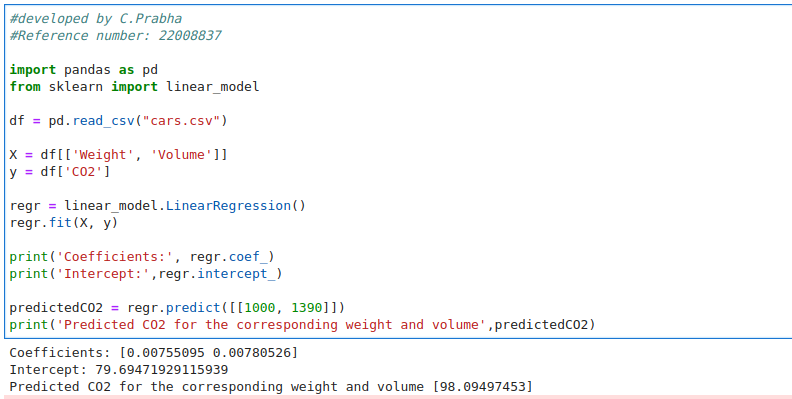 #developed by C.Prabha
#Reference number: 22008837
import pandas as pd
from sklearn import linear_model
df = pd.read_csv("cars.csv")
X = df[['Weight', 'Volume']]
y = df['CO2']
regr = linear_model.LinearRegression()
regr.fit(X, y)
print('Coefficients:', regr.coef_)
print('Intercept:',regr.intercept_)
predictedCO2 = regr.predict([[1000, 1390]])
print('Predicted CO2 for the corresponding weight and volume',predictedCO2)
Coefficients: [0.00755095 0.00780526]
Intercept: 79.69471929115939
Predicted CO2 for the corresponding weight and volume [98.09497453]